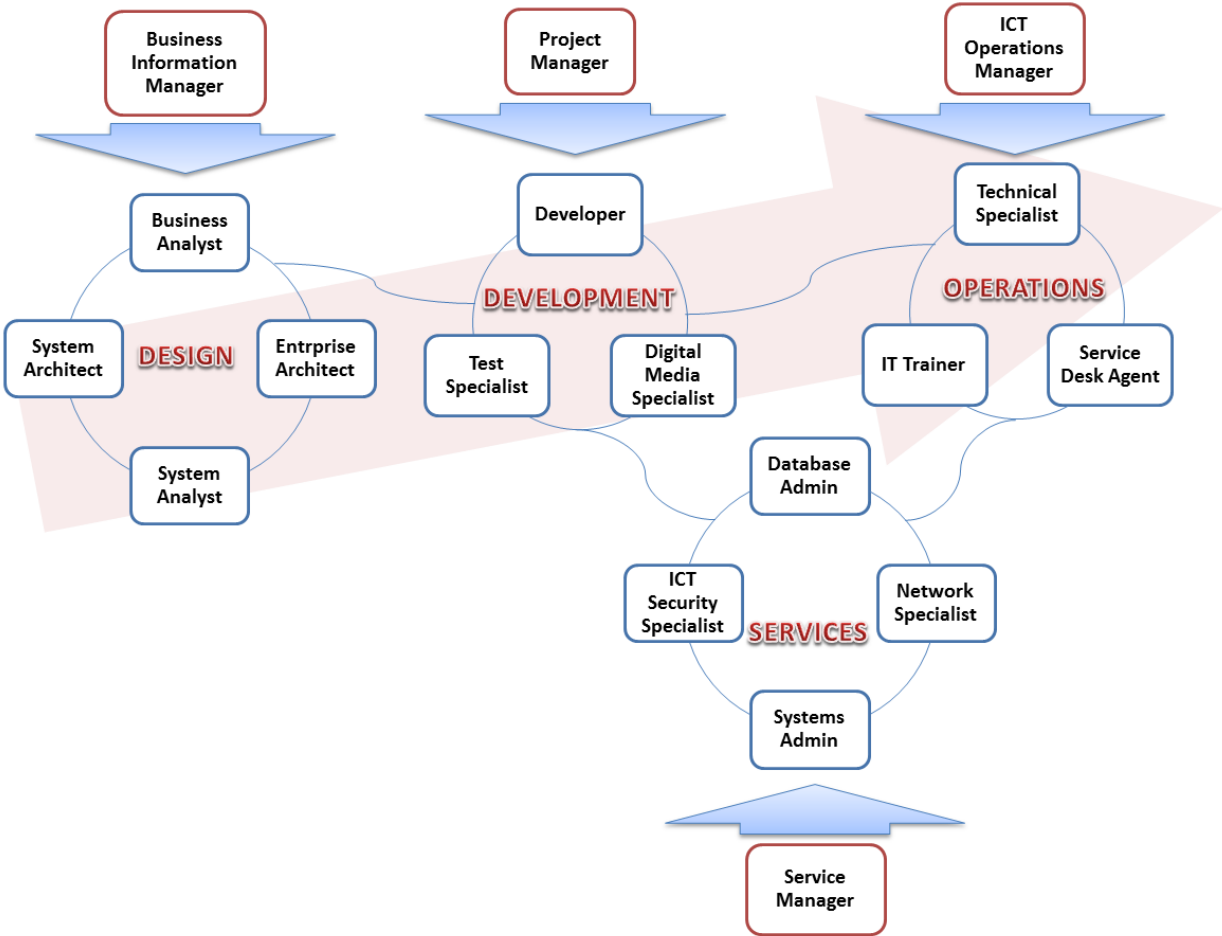 Business
Information
Manager
Project
Manager
ICT
Operations
Manager
Business
Analyst
System
Architect
DESIGN
Entrprise
Architect
System
Analyst
Developer
DEVELOPMENT
Test
Specialist
Digital
Media
Specialist
Technical
Specialist
OPERATIONS
IT Trainer
Service
Desk Agent
Database
Admin
ICT
Security
Specialist
SERVICES
Network
Specialist
Systems
Admin
Service
Manager